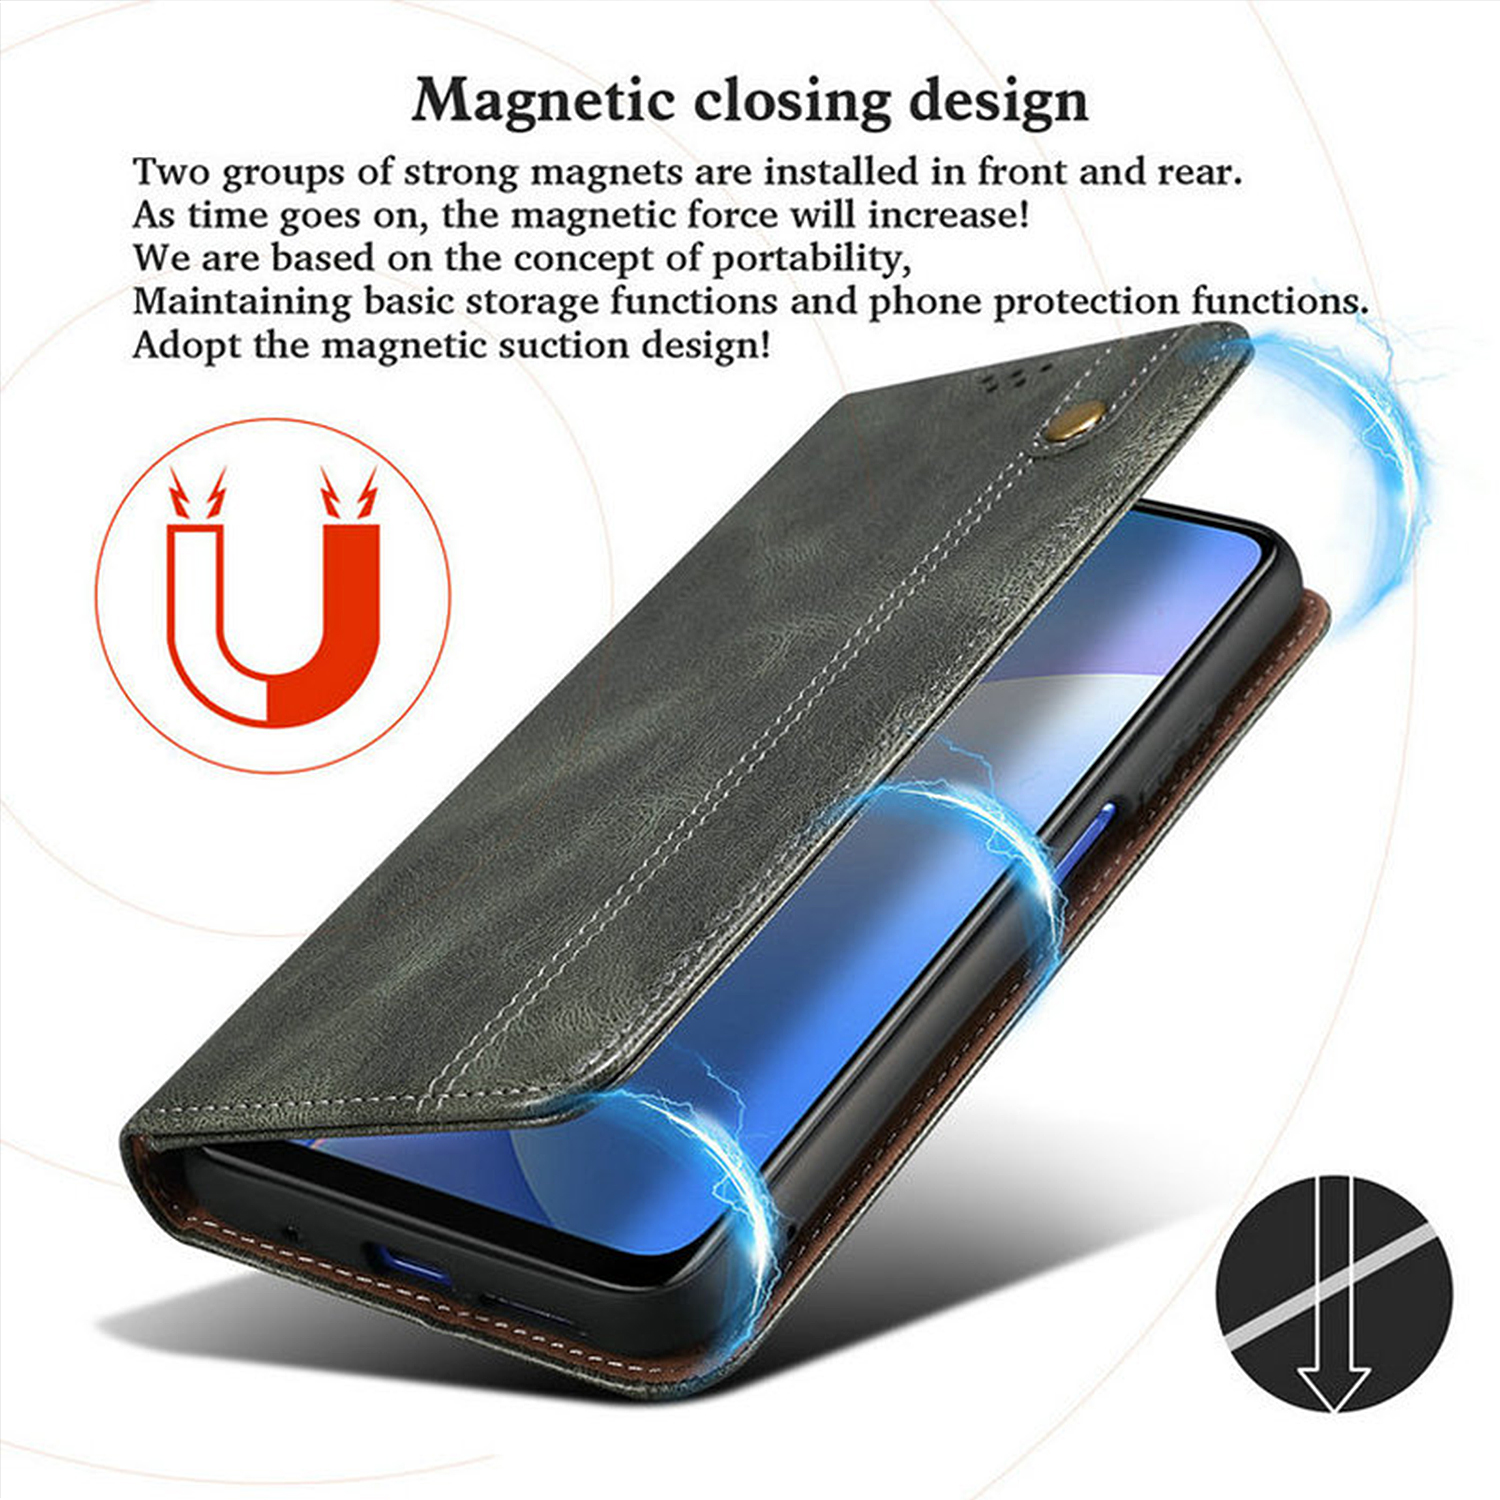 Magnetic closing design
Two groups of strong magnets are installed in front and rear.
As time goes on, the magnetic force will increase!
We are based on the concept of portability,
Maintaining basic storage functions and phone protection functions.
Adopt the magnetic suction design!